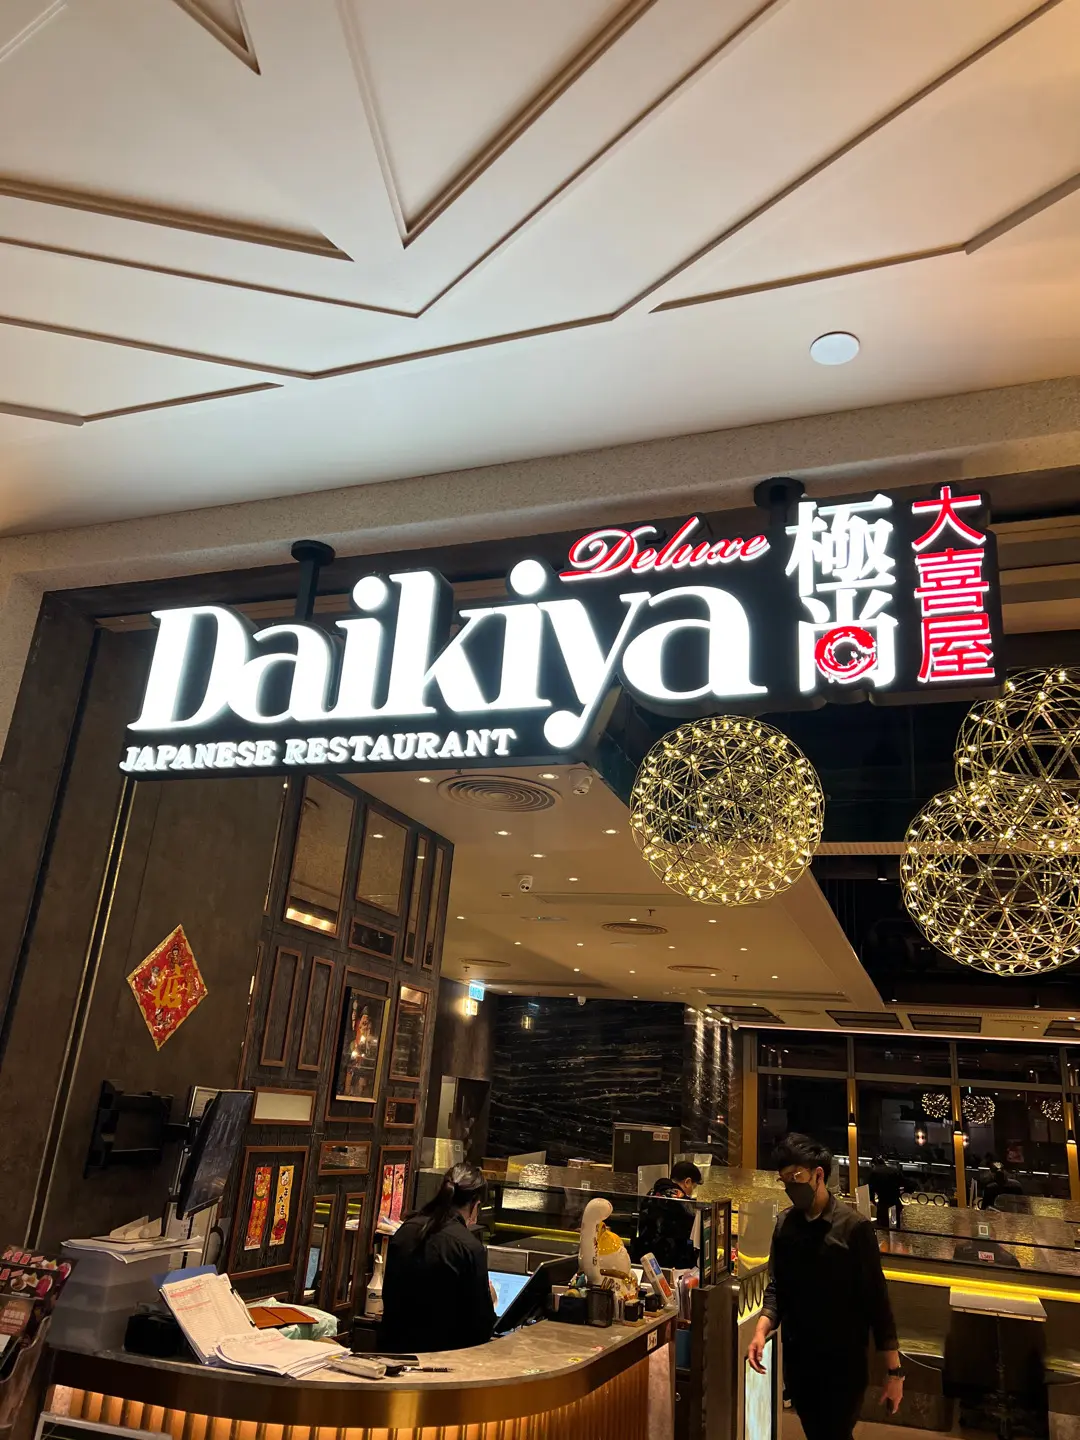 Deluxe
Daikiya
JAPANESE RESTAURANT
極尚
大喜屋